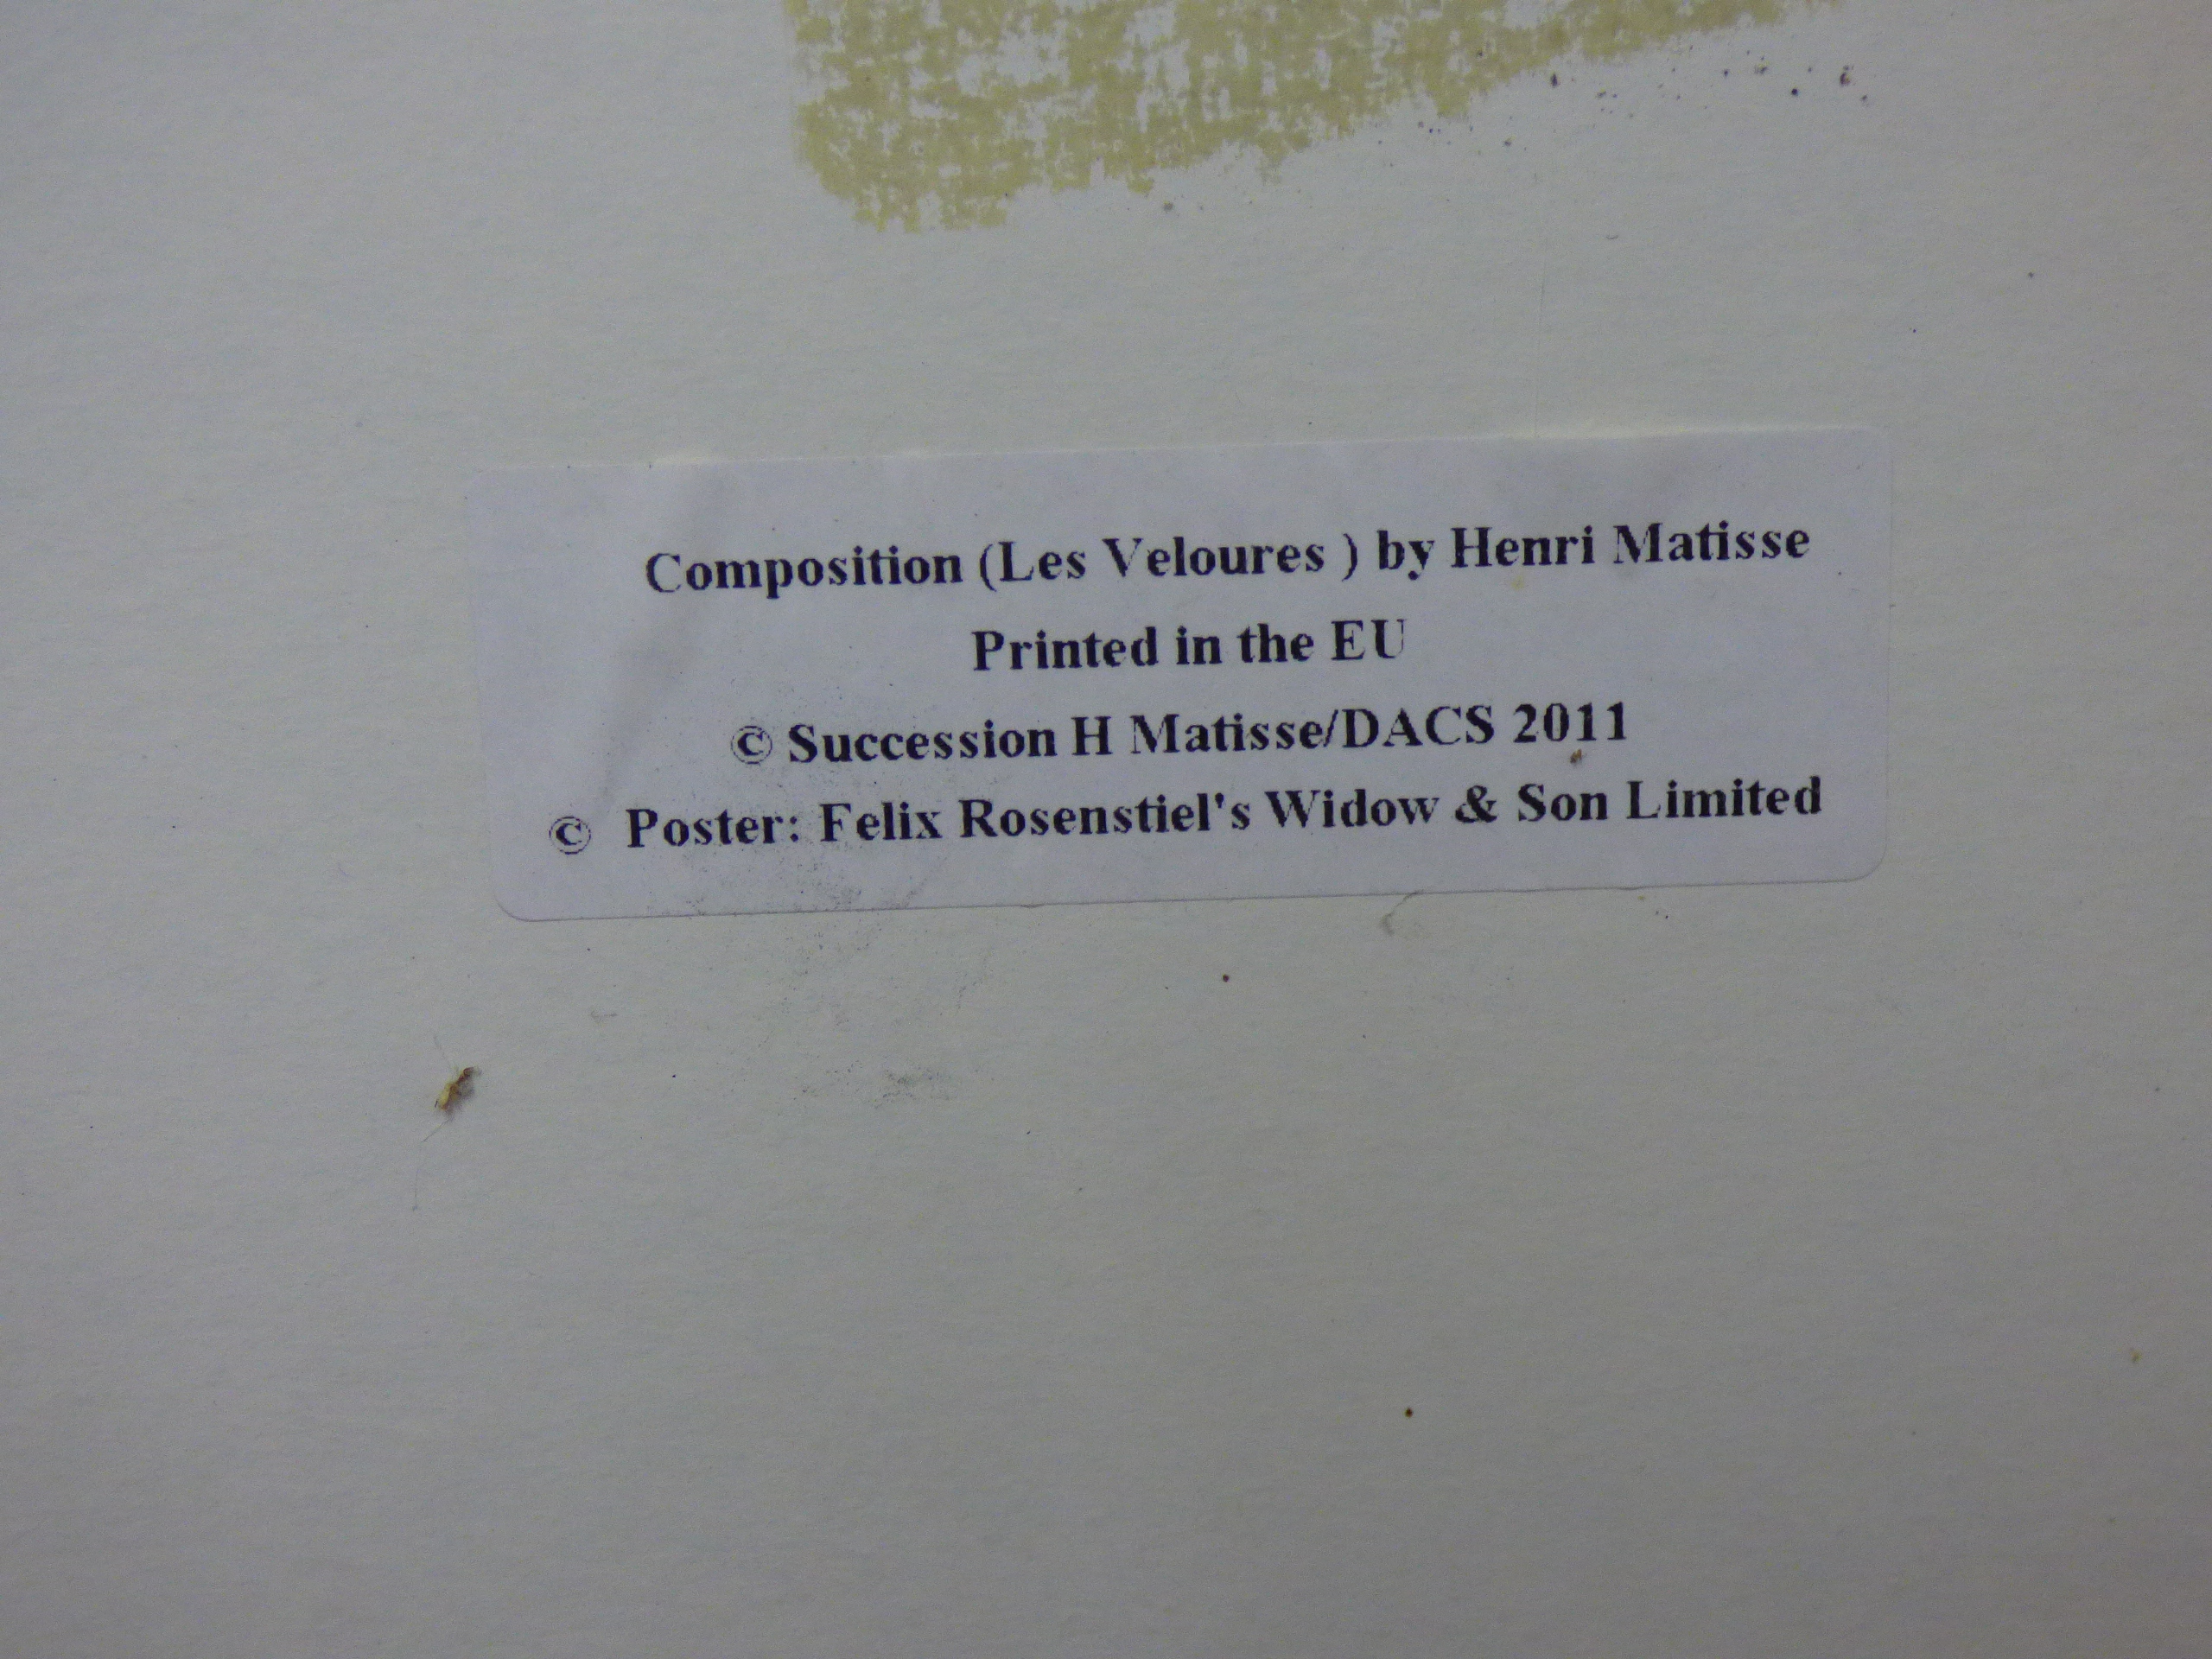 Composition (Les Veloures ) by Henri Matisse
Printed in the EU
© Succession H Matisse/DACS 2011
© Poster: Felix Rosenstiel's Widow & Son Limited